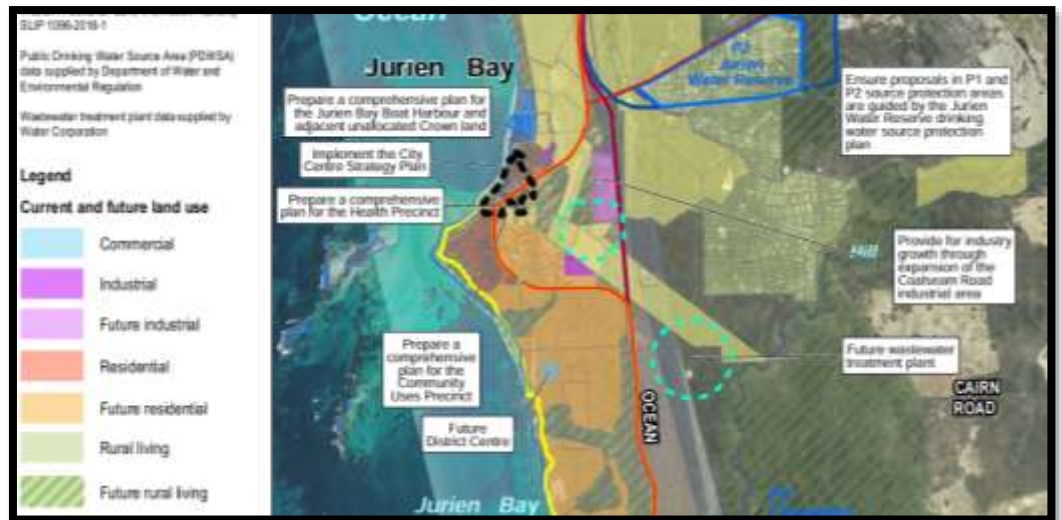 SLIP 1096-2018-1
Public Drinking Water Source Area (PDWSA)
data supplied by Department of Water and
Environmental Regulation
Wastewater treatment plant data supplied by
Water Corporation
Legend
Current and future land use
Commercial
Industrial
Future industrial
Residential
Future residential
Rural living
Future rural living
Ocean
Jurien Bay
Prepare a comprehensive plan for
the Jurien Bay Boat Harbour and
adjacent unallocated Crown land
Implement the City
Centre Strategy Plan
Prepare a comprehensive
plan for the Health Precinct
Prepare a
comprehensive
plan for the
Community
Uses Precinct
Future
District Centre
Jurien Bay
Jurien
Water Reserve
Ensure proposals in P1 and
P2 source protection areas
are guided by the Jurien
Water Reserve drinking
water source protection
plan
Hill
Provide for industry
growth through
expansion of the
Coalseam Road
industrial area
Future wastewater
treatment plant
CAIRN
ROAD
OCEAN